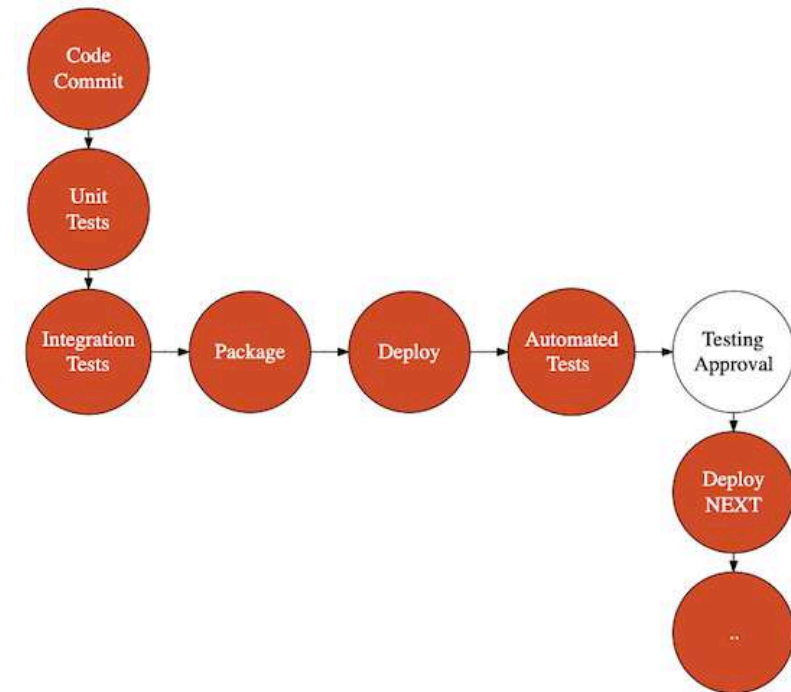 Code
Commit
Unit
Tests
Integration
Tests
Package
Deploy
Automated
Tests
Testing
Approval
Deploy
NEXT
..